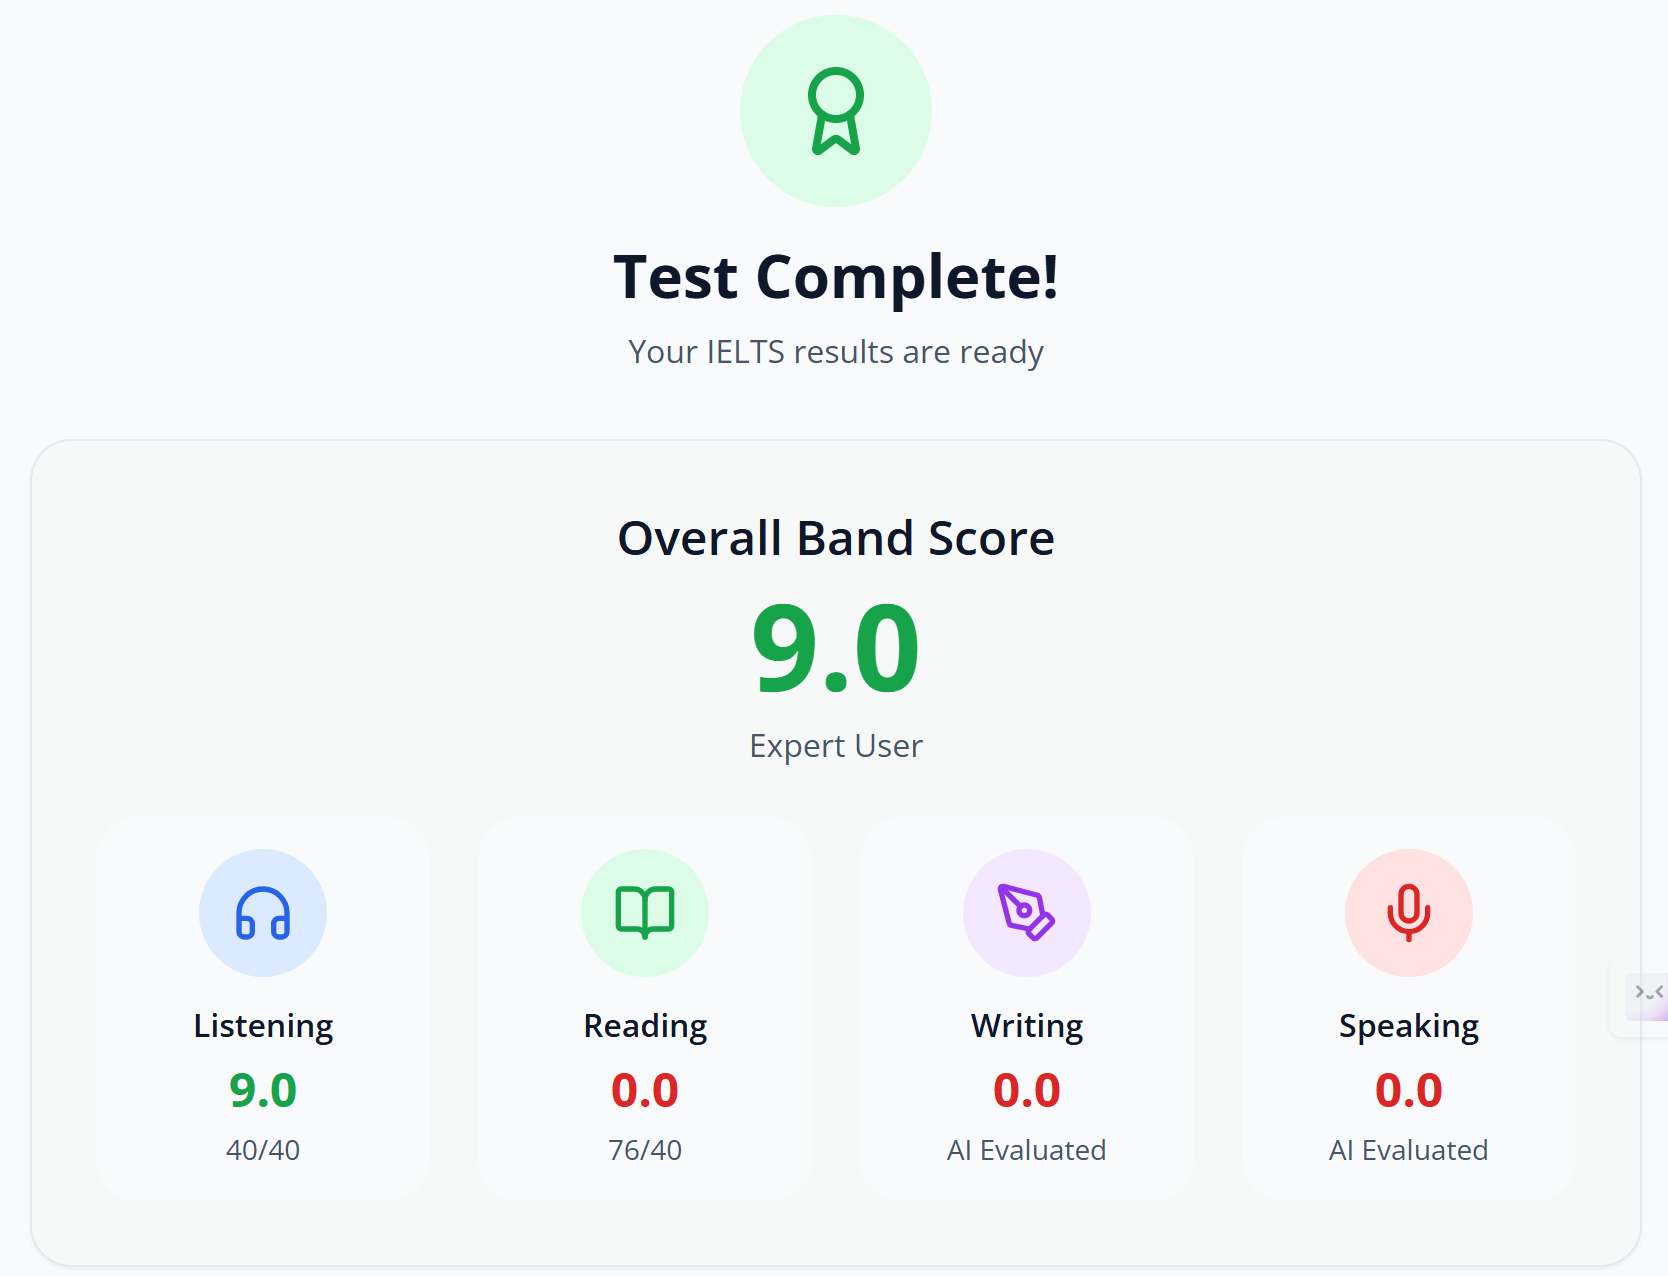 Test Complete!
Your IELTS results are ready
Overall Band Score
9.0
Expert User
Listening
9.0
40/40
Reading
0.0
76/40
Writing
0.0
AI Evaluated
Speaking
0.0
AI Evaluated